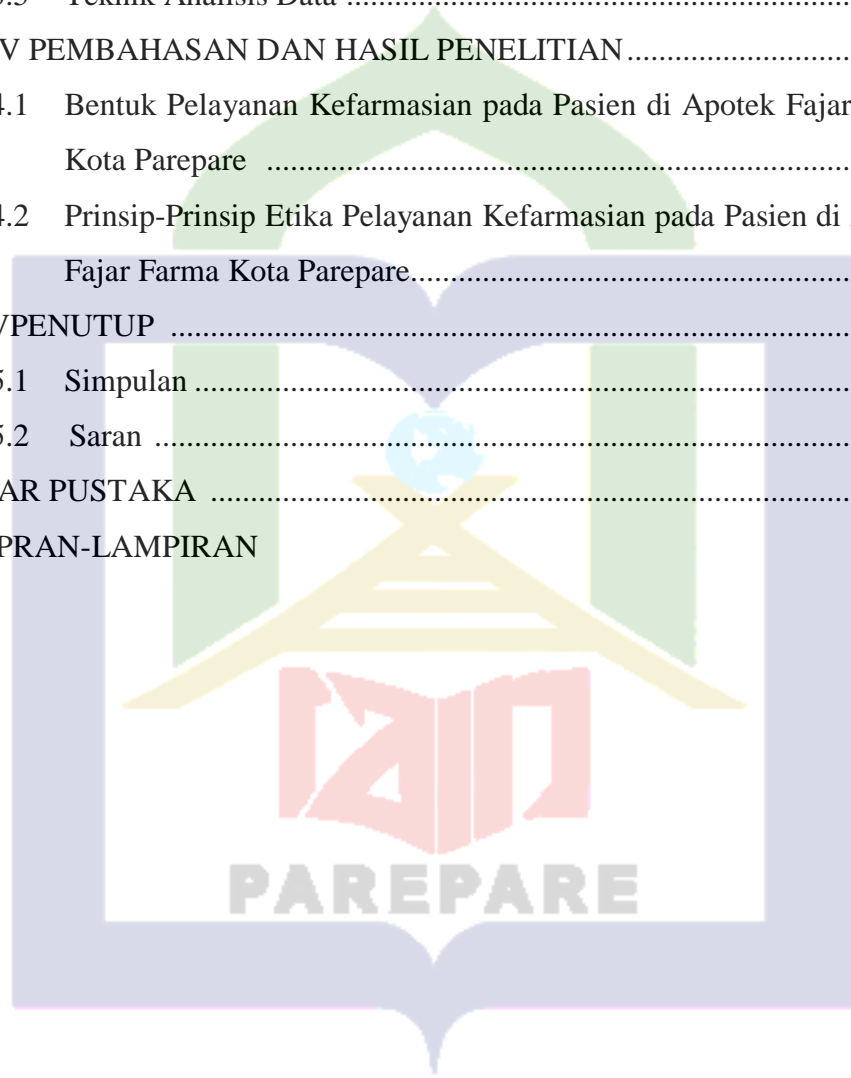 Teknik Analisis Data ................................................................
V PEMBAHASAN DAN HASIL PENELITIAN............................
4.1 Bentuk Pelayanan Kefarmasian pada Pasien di Apotek Fajar
Kota Parepare ................................................................
4.2 Prinsip-Prinsip Etika Pelayanan Kefarmasian pada Pasien di
Fajar Farma Kota Parepare................................................
VPENUTUP ................................................................
5.1 Simpulan ................................................................
5.2 Saran ................................................................
AR PUSTAKA ................................................................
PRAN-LAMPIRAN
iain
PAREPARE